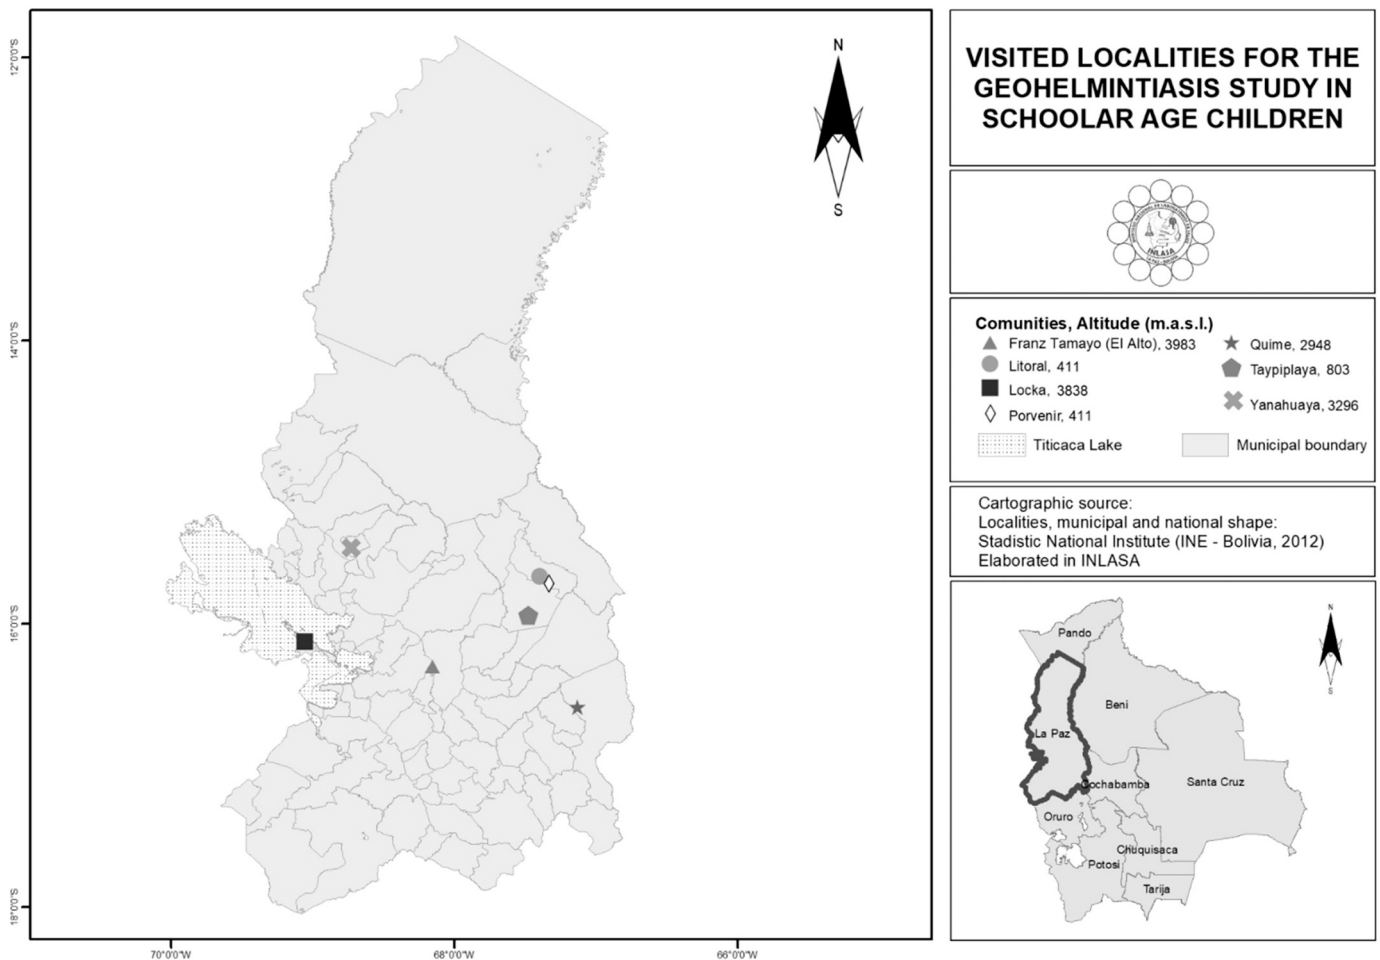 VISITED LOCALITIES FOR THE
GEOHELMINTIASIS STUDY IN
SCHOOLAR AGE CHILDREN
N
S
12°0'0"S
14°0'0"S
16°0'0"S
18°0'0"S
70°0'0"W
68°0'0"W
66°0'0"W
INLASA
Comunities, Altitude (m.a.s.l.)
Franz Tamayo (El Alto), 3983
Litoral, 411
Locka, 3838
Porvenir, 411
Quime, 2948
Taypiplaya, 803
Yanahuaya, 3296
Titicaca Lake
Municipal boundary
Cartographic source:
Localities, municipal and national shape:
Stadistic National Institute (INE - Bolivia, 2012)
Elaborated in INLASA
N
S
Pando
Beni
La Paz
Cochabamba
Santa Cruz
Oruro
Chuquisaca
Potosi
Tarija